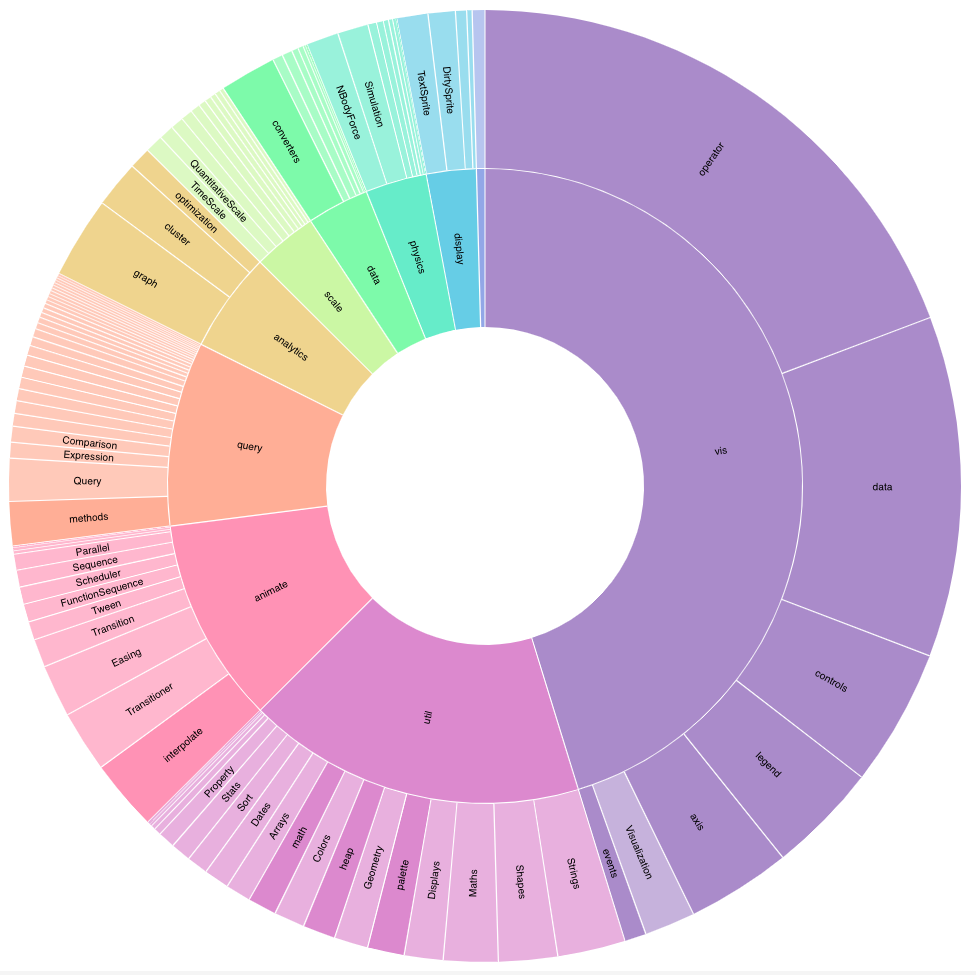 TextSprite
DirtySprite
Simulation
NBodyForce
converters
QuantitativeScale
TimeScale
optimization
cluster
graph
operator
display
physics
data
scale
analytics
query
vis
data
Comparison
Expression
Query
methods
Parallel
Sequence
Scheduler
FunctionSequence
Tween
Transition
Easing
Transitioner
interpolate
animate
util
controls
legend
axis
Visualization
events
Property
Stats
Sort
Dates
Arrays
math
Colors
heap
Geometry
palette
Displays
Maths
Shapes
Strings